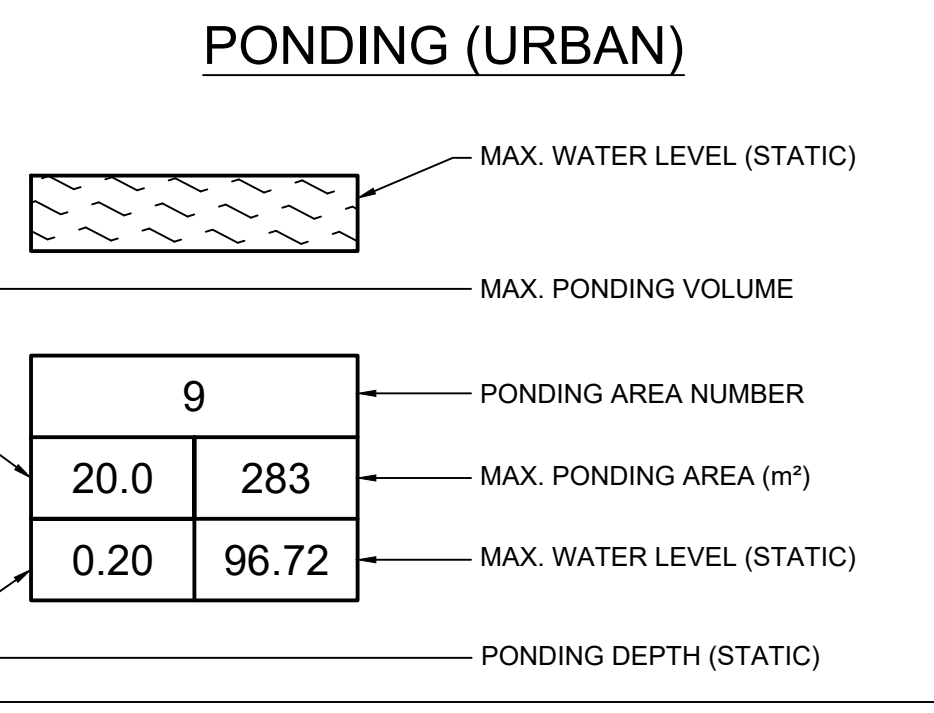 PONDING (URBAN)
MAX. WATER LEVEL (STATIC)
MAX. PONDING VOLUME
9
PONDING AREA NUMBER
20.0 283
MAX. PONDING AREA (m²)
0.20 96.72
MAX. WATER LEVEL (STATIC)
PONDING DEPTH (STATIC)